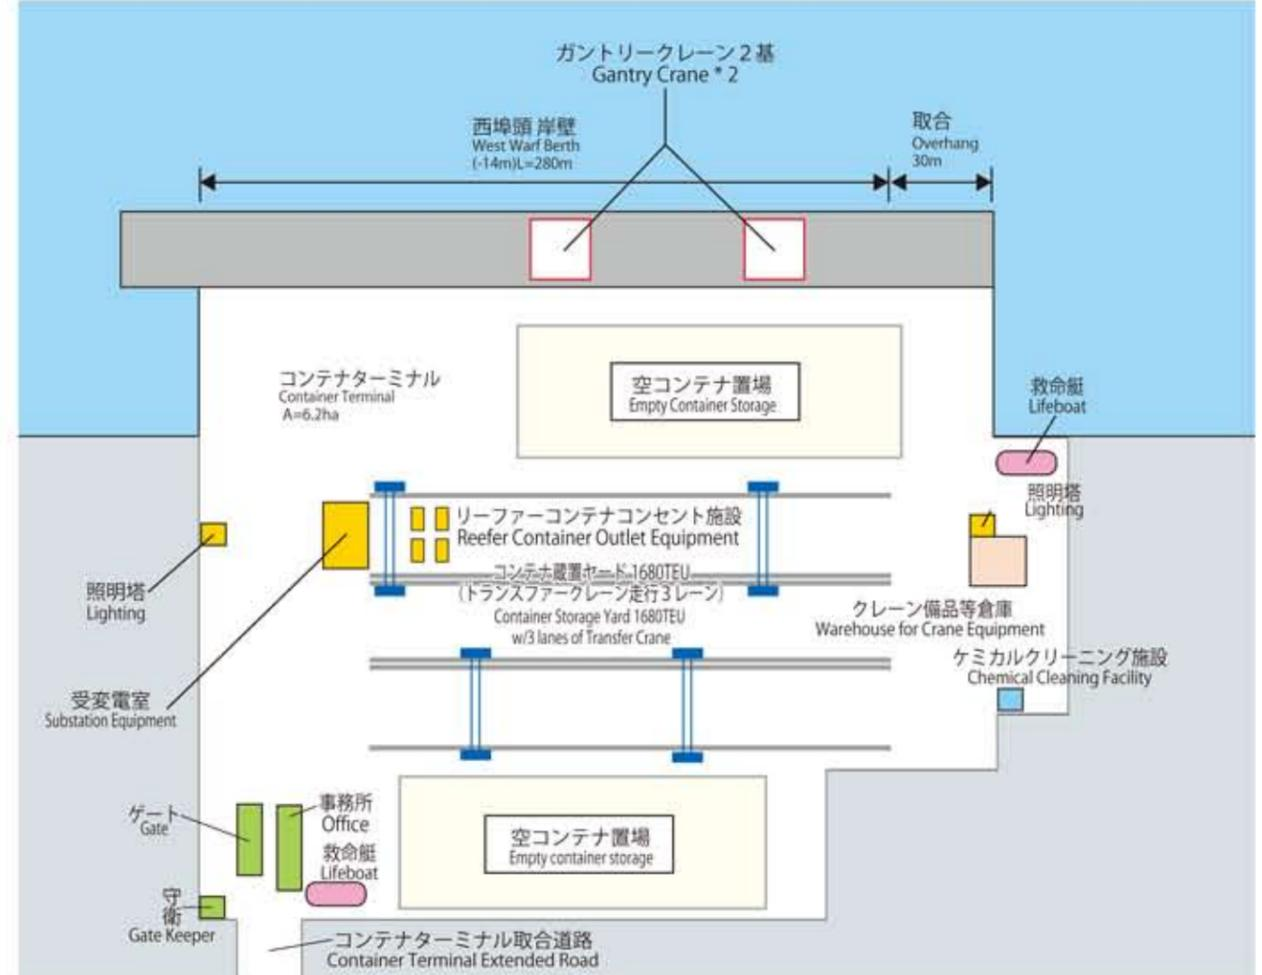 ガントリークレーン2基
Gantry Crane * 2
西埠頭 岸壁
West Warf Berth
(-14m)L=280m
取合
Overhang
30m
コンテナターミナル
Container Terminal
A=6.2ha
空コンテナ置場
Empty Container Storage
救命艇
Lifeboat
照明塔
Lighting
リーファーコンテナコンセント施設
Reefer Container Outlet Equipment
コンテナ蔵置ヤード 1680TEU
(トランスファークレーン走行3レーン)
Container Storage Yard 1680TEU
w/3 lanes of Transfer Crane
照明塔
Lighting
クレーン備品等倉庫
Warehouse for Crane Equipment
ケミカルクリーニング施設
Chemical Cleaning Facility
受変電室
Substation Equipment
ゲート
Gate
事務所
Office
救命艇
Lifeboat
空コンテナ置場
Empty container storage
守
衛
Gate Keeper
コンテナターミナル取合道路
Container Terminal Extended Road